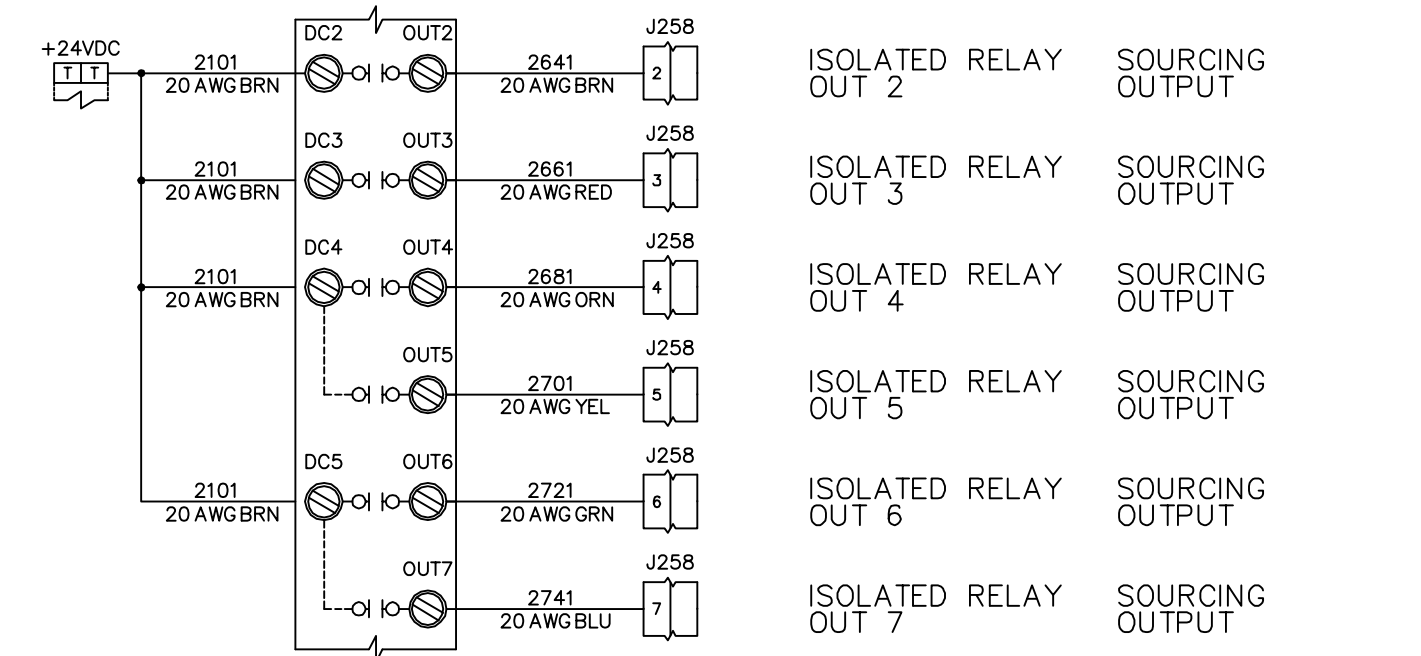 +24VDC
T T
DC2 OUT2 J258
2101 2641 2 ISOLATED RELAY SOURCING
20 AWG BRN 20 AWG BRN OUT 2 OUTPUT
DC3 OUT3 J258
2101 2661 3 ISOLATED RELAY SOURCING
20 AWG BRN 20 AWG RED OUT 3 OUTPUT
DC4 OUT4 J258
2101 2681 4 ISOLATED RELAY SOURCING
20 AWG BRN 20 AWG ORN OUT 4 OUTPUT
OUT5 J258
2701 5 ISOLATED RELAY SOURCING
20 AWG YEL OUT 5 OUTPUT
DC5 OUT6 J258
2101 2721 6 ISOLATED RELAY SOURCING
20 AWG BRN 20 AWG GRN OUT 6 OUTPUT
OUT7 J258
2741 7 ISOLATED RELAY SOURCING
20 AWG BLU OUT 7 OUTPUT